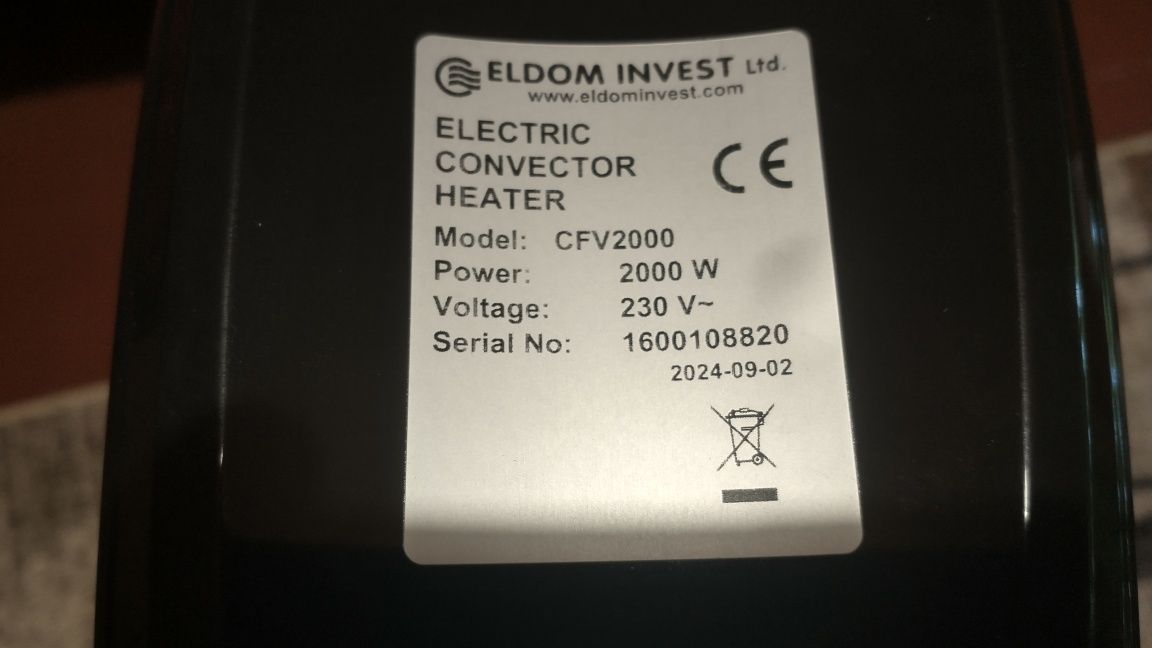 ELDOM INVEST Ltd.
www.eldominvest.com
ELECTRIC
CONVECTOR
HEATER
CE
Model: CFV2000
Power: 2000 W
Voltage: 230 V~
Serial No: 1600108820
2024-09-02